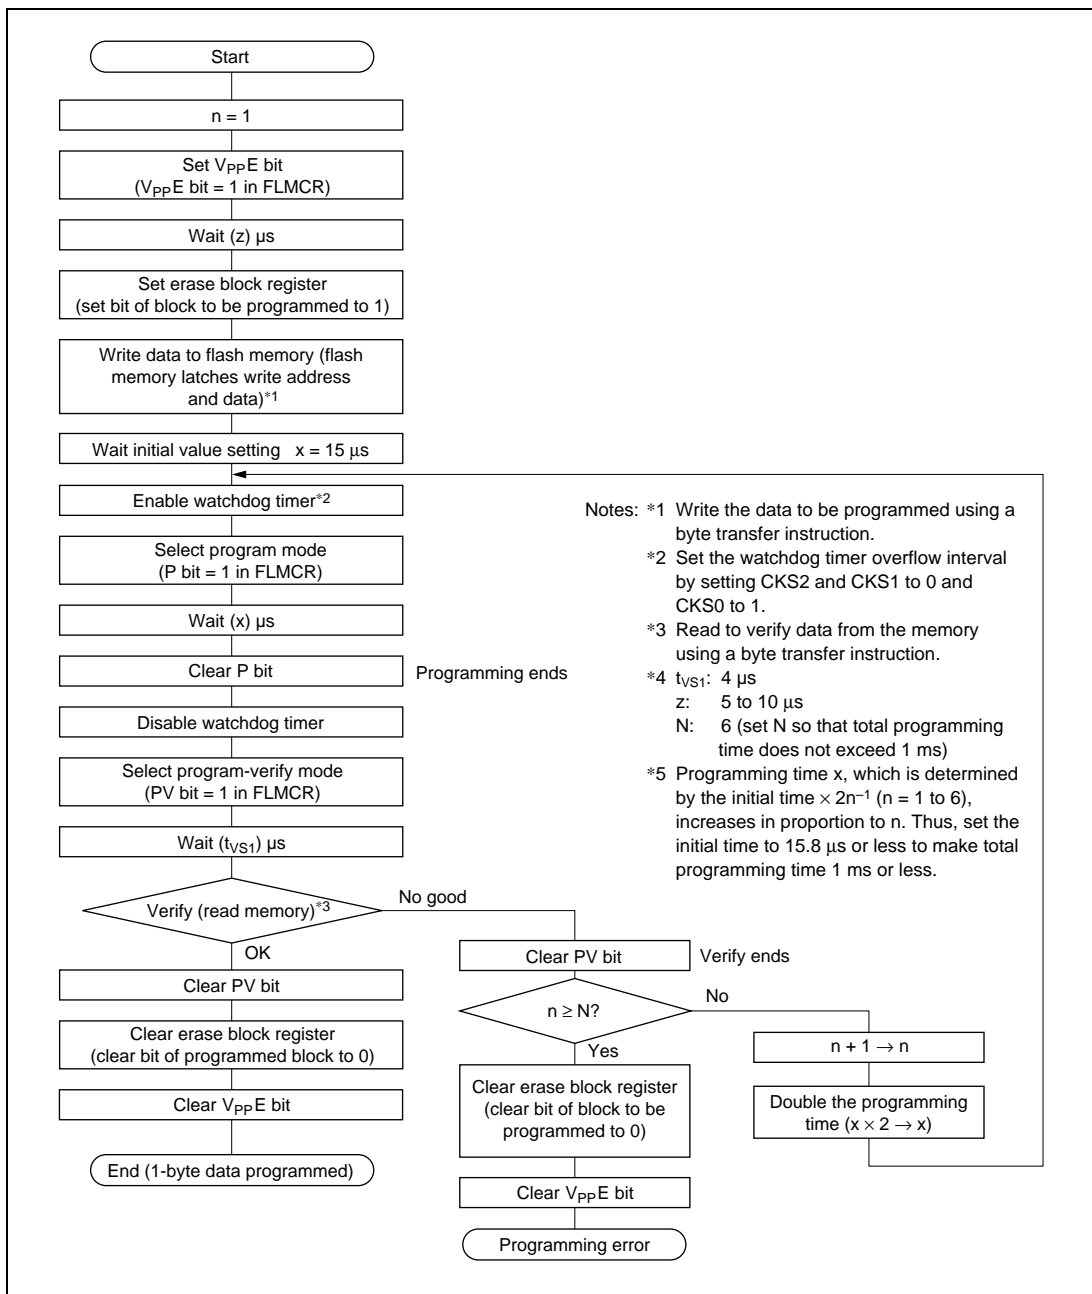 Start
n = 1
Set VPPE bit
(VPPE bit = 1 in FLMCR)
Wait (z) µs
Set erase block register
(set bit of block to be programmed to 1)
Write data to flash memory (flash
memory latches write address
and data)*1
Wait initial value setting x = 15 µs
Enable watchdog timer*2
Select program mode
(P bit = 1 in FLMCR)
Wait (x) µs
Clear P bit
Programming ends
Disable watchdog timer
Select program-verify mode
(PV bit = 1 in FLMCR)
Wait (tVS1) µs
Verify (read memory)*3
No good
OK
Clear PV bit
Clear erase block register
(clear bit of programmed block to 0)
Clear VPPE bit
End (1-byte data programmed)
Clear PV bit
Verify ends
n ≥ N?
No
Yes
Clear erase block register
(clear bit of block to be
programmed to 0)
Clear VPPE bit
Programming error
n + 1 → n
Double the programming
time (x × 2 → x)
Notes: *1 Write the data to be programmed using a
byte transfer instruction.
*2 Set the watchdog timer overflow interval
by setting CKS2 and CKS1 to 0 and
CKS0 to 1.
*3 Read to verify data from the memory
using a byte transfer instruction.
*4 tVS1: 4 µs
z: 5 to 10 µs
N: 6 (set N so that total programming
time does not exceed 1 ms)
*5 Programming time x, which is determined
by the initial time × 2n–1 (n = 1 to 6),
increases in proportion to n. Thus, set the
initial time to 15.8 µs or less to make total
programming time 1 ms or less.